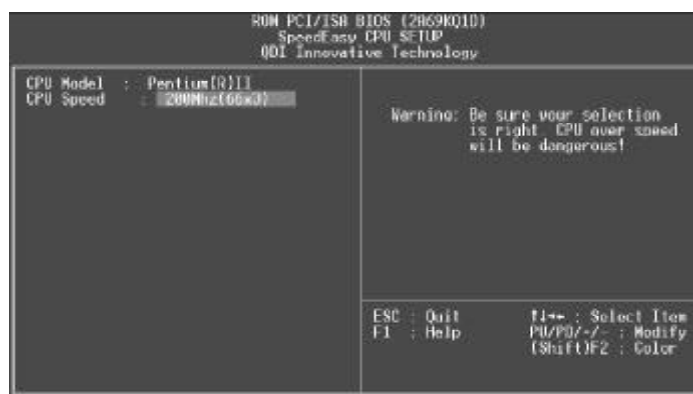 ROM PCI/ISA BIOS (2A69KQ1D)
SpeedEasy CPU SETUP
QDI Innovative Technology
CPU Model : Pentium(R)II
CPU Speed : 200Mhz(66x3)
Warning: Be sure your selection
is right CPU over speed
will be dangerous!
ESC : Quit
F1 : Help
↑↓→← : Select Item
PU/PD/+/- : Modify
(Shift)F2 : Color